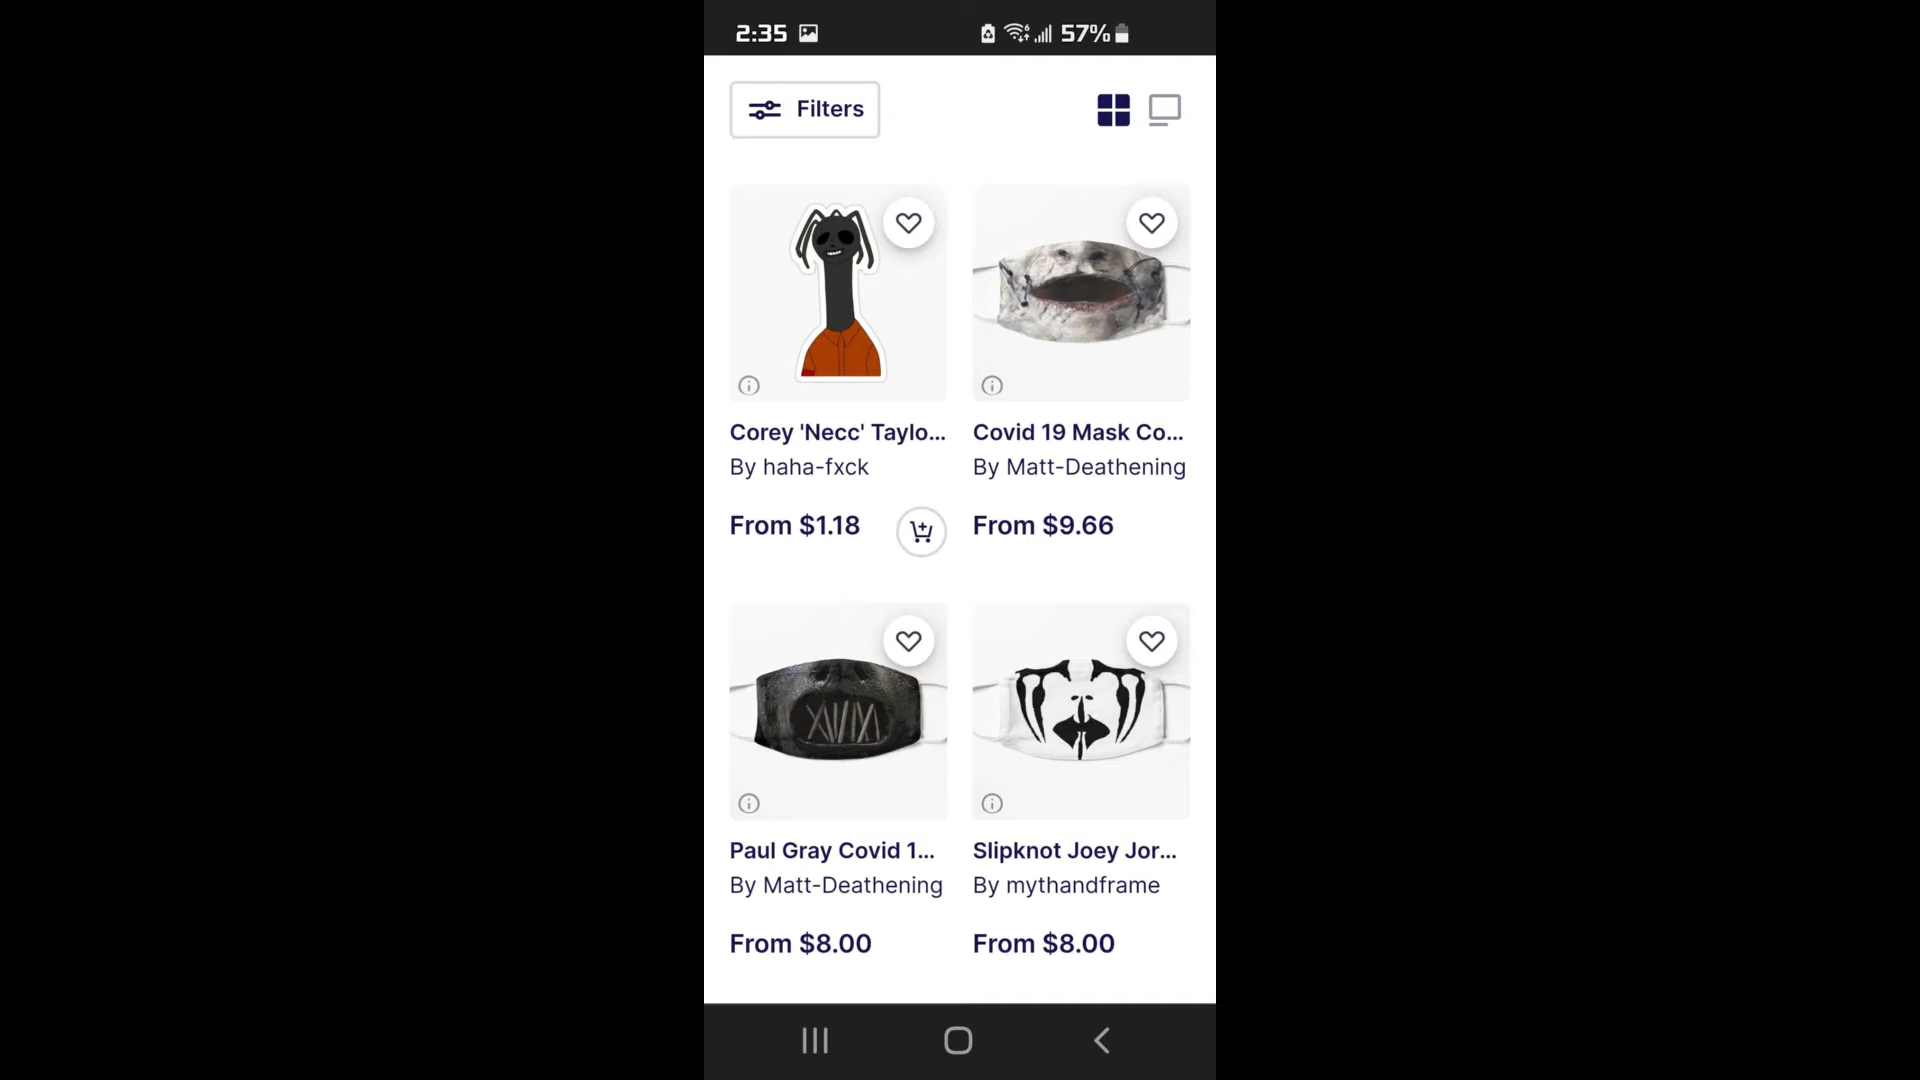 2:35
57%
Filters
Corey 'Necc' Taylo...
By haha-fxck
From $1.18
Covid 19 Mask Co...
By Matt-Deathening
From $9.66
Paul Gray Covid 1...
By Matt-Deathening
From $8.00
Slipknot Joey Jor...
By mythandframe
From $8.00